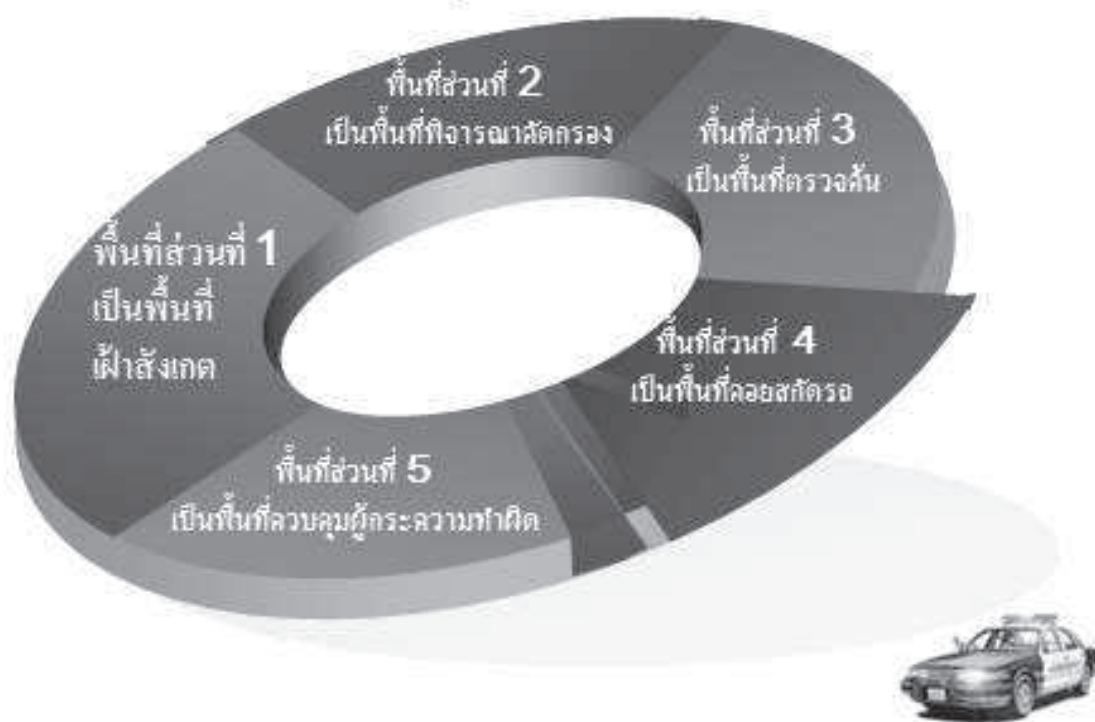 พื้นที่ส่วนที่ 1
เป็นพื้นที่
เฝ้าสังเกต
พื้นที่ส่วนที่ 2
เป็นพื้นที่พิจารณาคัดกรอง
พื้นที่ส่วนที่ 3
เป็นพื้นที่ตรวจค้น
พื้นที่ส่วนที่ 4
เป็นพื้นที่คอยสกัดรถ
พื้นที่ส่วนที่ 5
เป็นพื้นที่ควบคุมผู้กระความทำผิด